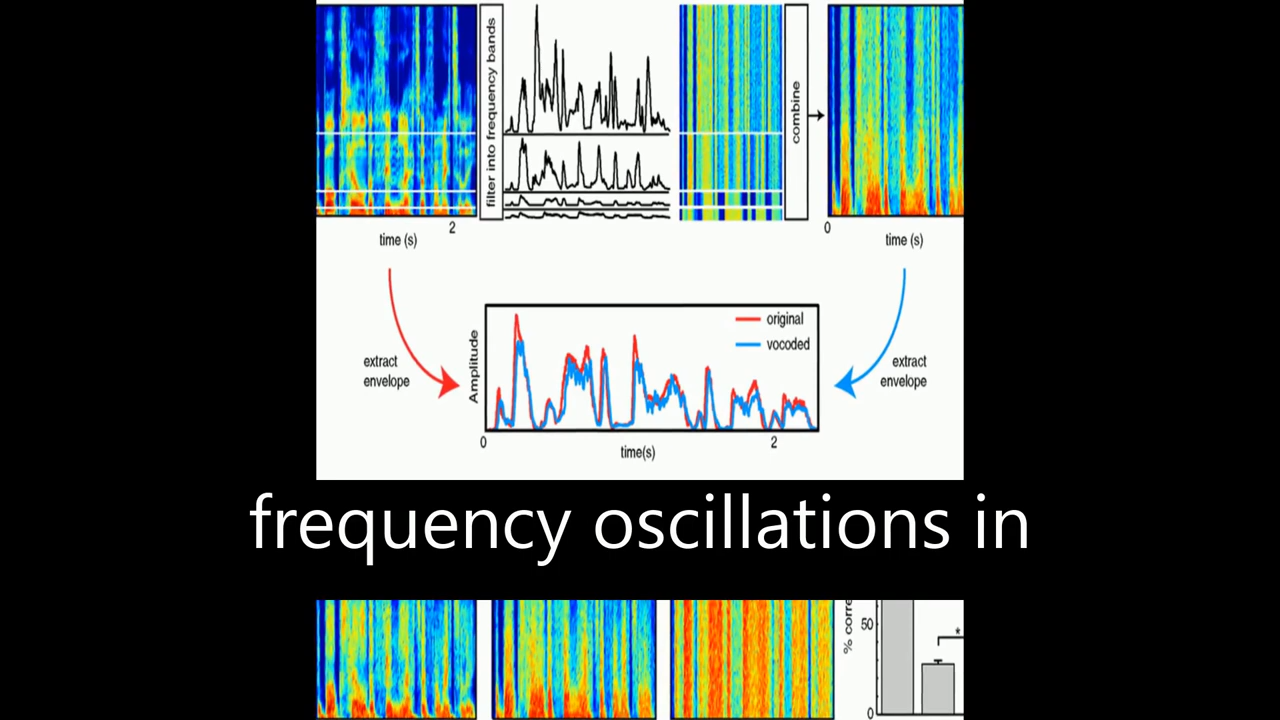 filter into frequency bands
combine
2
0
time (s)
time (s)
extract
envelope
original
vocoded
extract
envelope
Amplitude
0
2
time(s)
frequency oscillations in
50
*
0